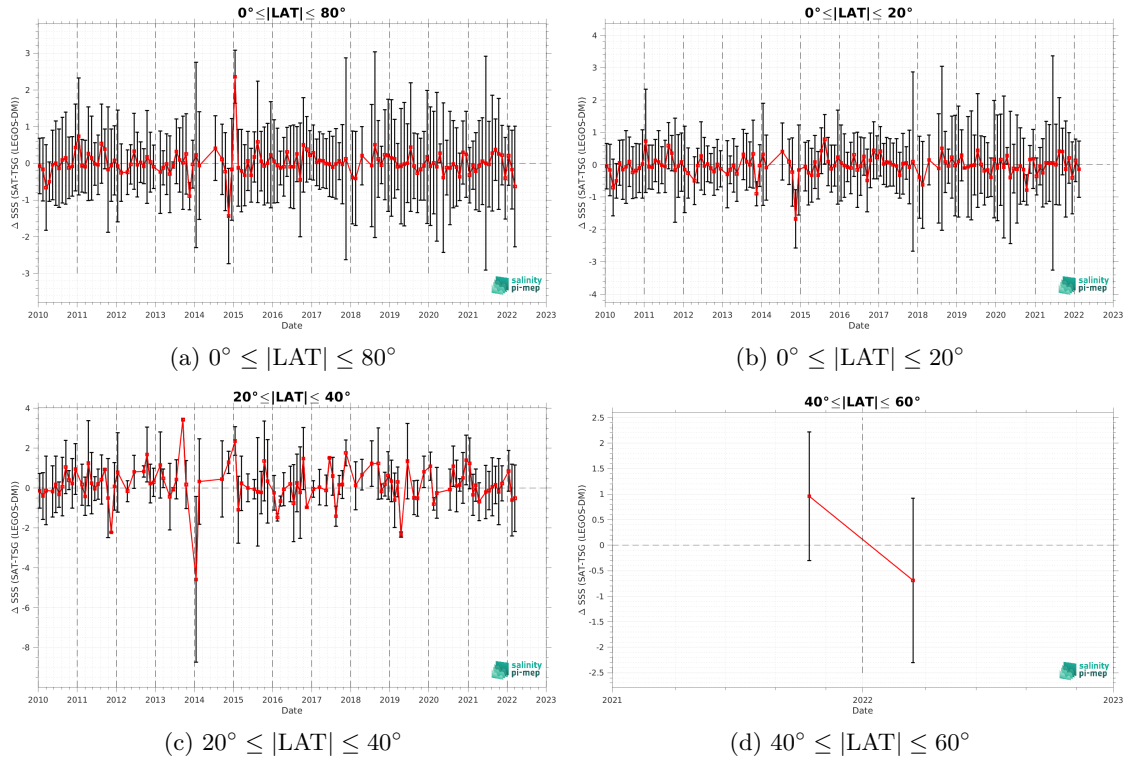 0°≤|LAT|≤ 80°
Δ SSS (SAT-TSG (LEGOS-DM))
3
2
1
0
-1
-2
-3
2010 2011 2012 2013 2014 2015 2016 2017 2018 2019 2020 2021 2022 2023
Date
salinity
pi-mep
(a) 0° ≤ |LAT| ≤ 80°
0°≤|LAT|≤ 20°
Δ SSS (SAT-TSG (LEGOS-DM))
4
3
2
1
0
-1
-2
-3
-4
2010 2011 2012 2013 2014 2015 2016 2017 2018 2019 2020 2021 2022 2023
Date
salinity
pi-mep
(b) 0° ≤ |LAT| ≤ 20°
20°≤|LAT|≤ 40°
Δ SSS (SAT-TSG (LEGOS-DM))
4
2
0
-2
-4
-6
-8
2010 2011 2012 2013 2014 2015 2016 2017 2018 2019 2020 2021 2022 2023
Date
salinity
pi-mep
(c) 20° ≤ |LAT| ≤ 40°
40°≤|LAT|≤ 60°
Δ SSS (SAT-TSG (LEGOS-DM))
2.5
2
1.5
1
0.5
0
-0.5
-1
-1.5
-2
-2.5
2021 2022 2023
Date
salinity
pi-mep
(d) 40° ≤ |LAT| ≤ 60°